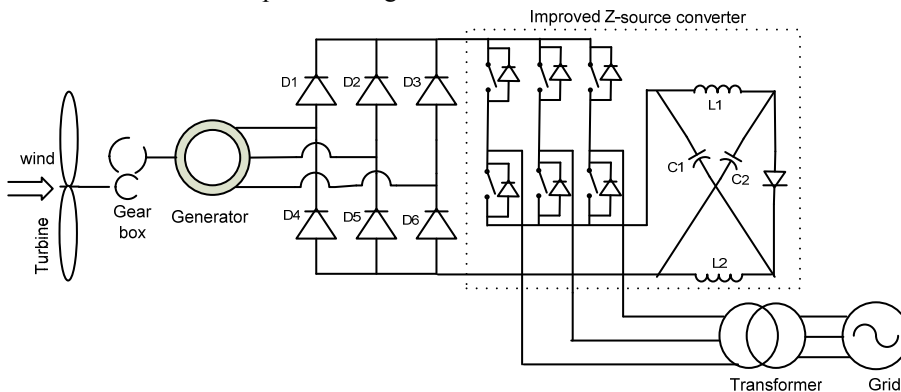 Improved Z-source converter
D1
D2
D3
L1
wind
C1
C2
Gear
box
Generator
D4
D5
D6
Turbine
L2
Transformer
Grid